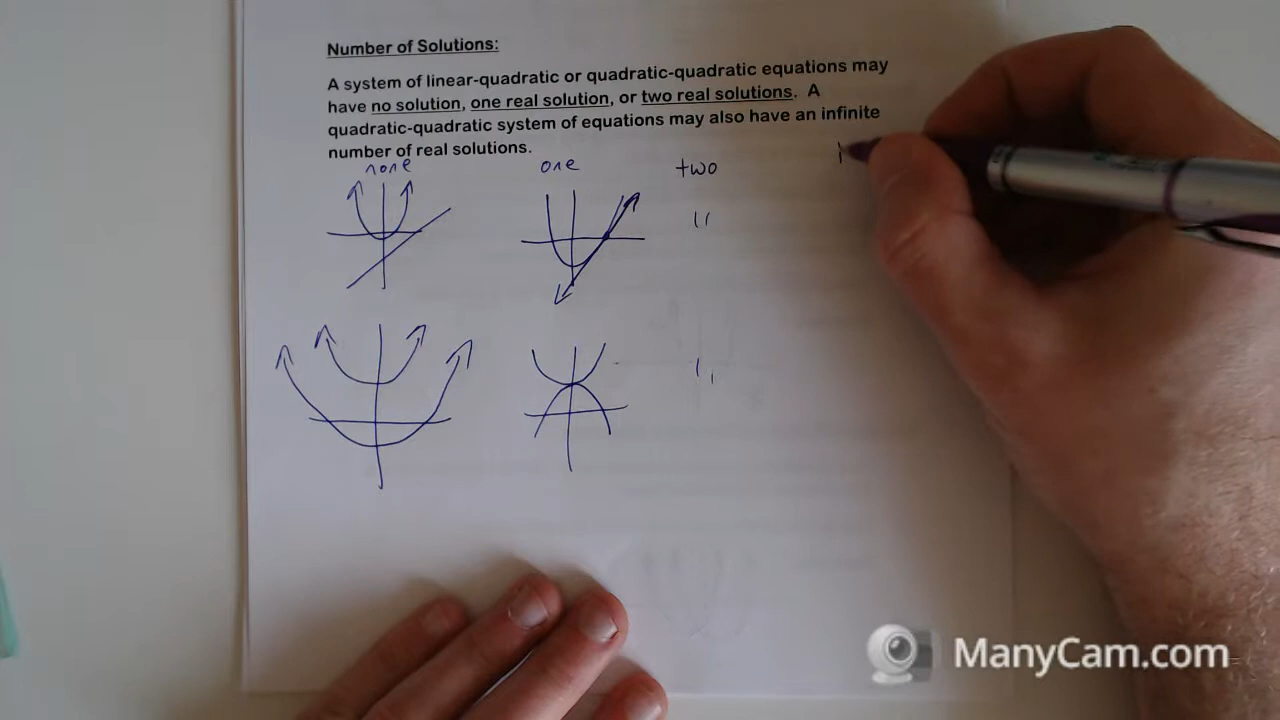 Number of Solutions:
A system of linear-quadratic or quadratic-quadratic equations may
have no solution, one real solution, or two real solutions. A
quadratic-quadratic system of equations may also have an infinite
number of real solutions.
none one two
ManyCam.com